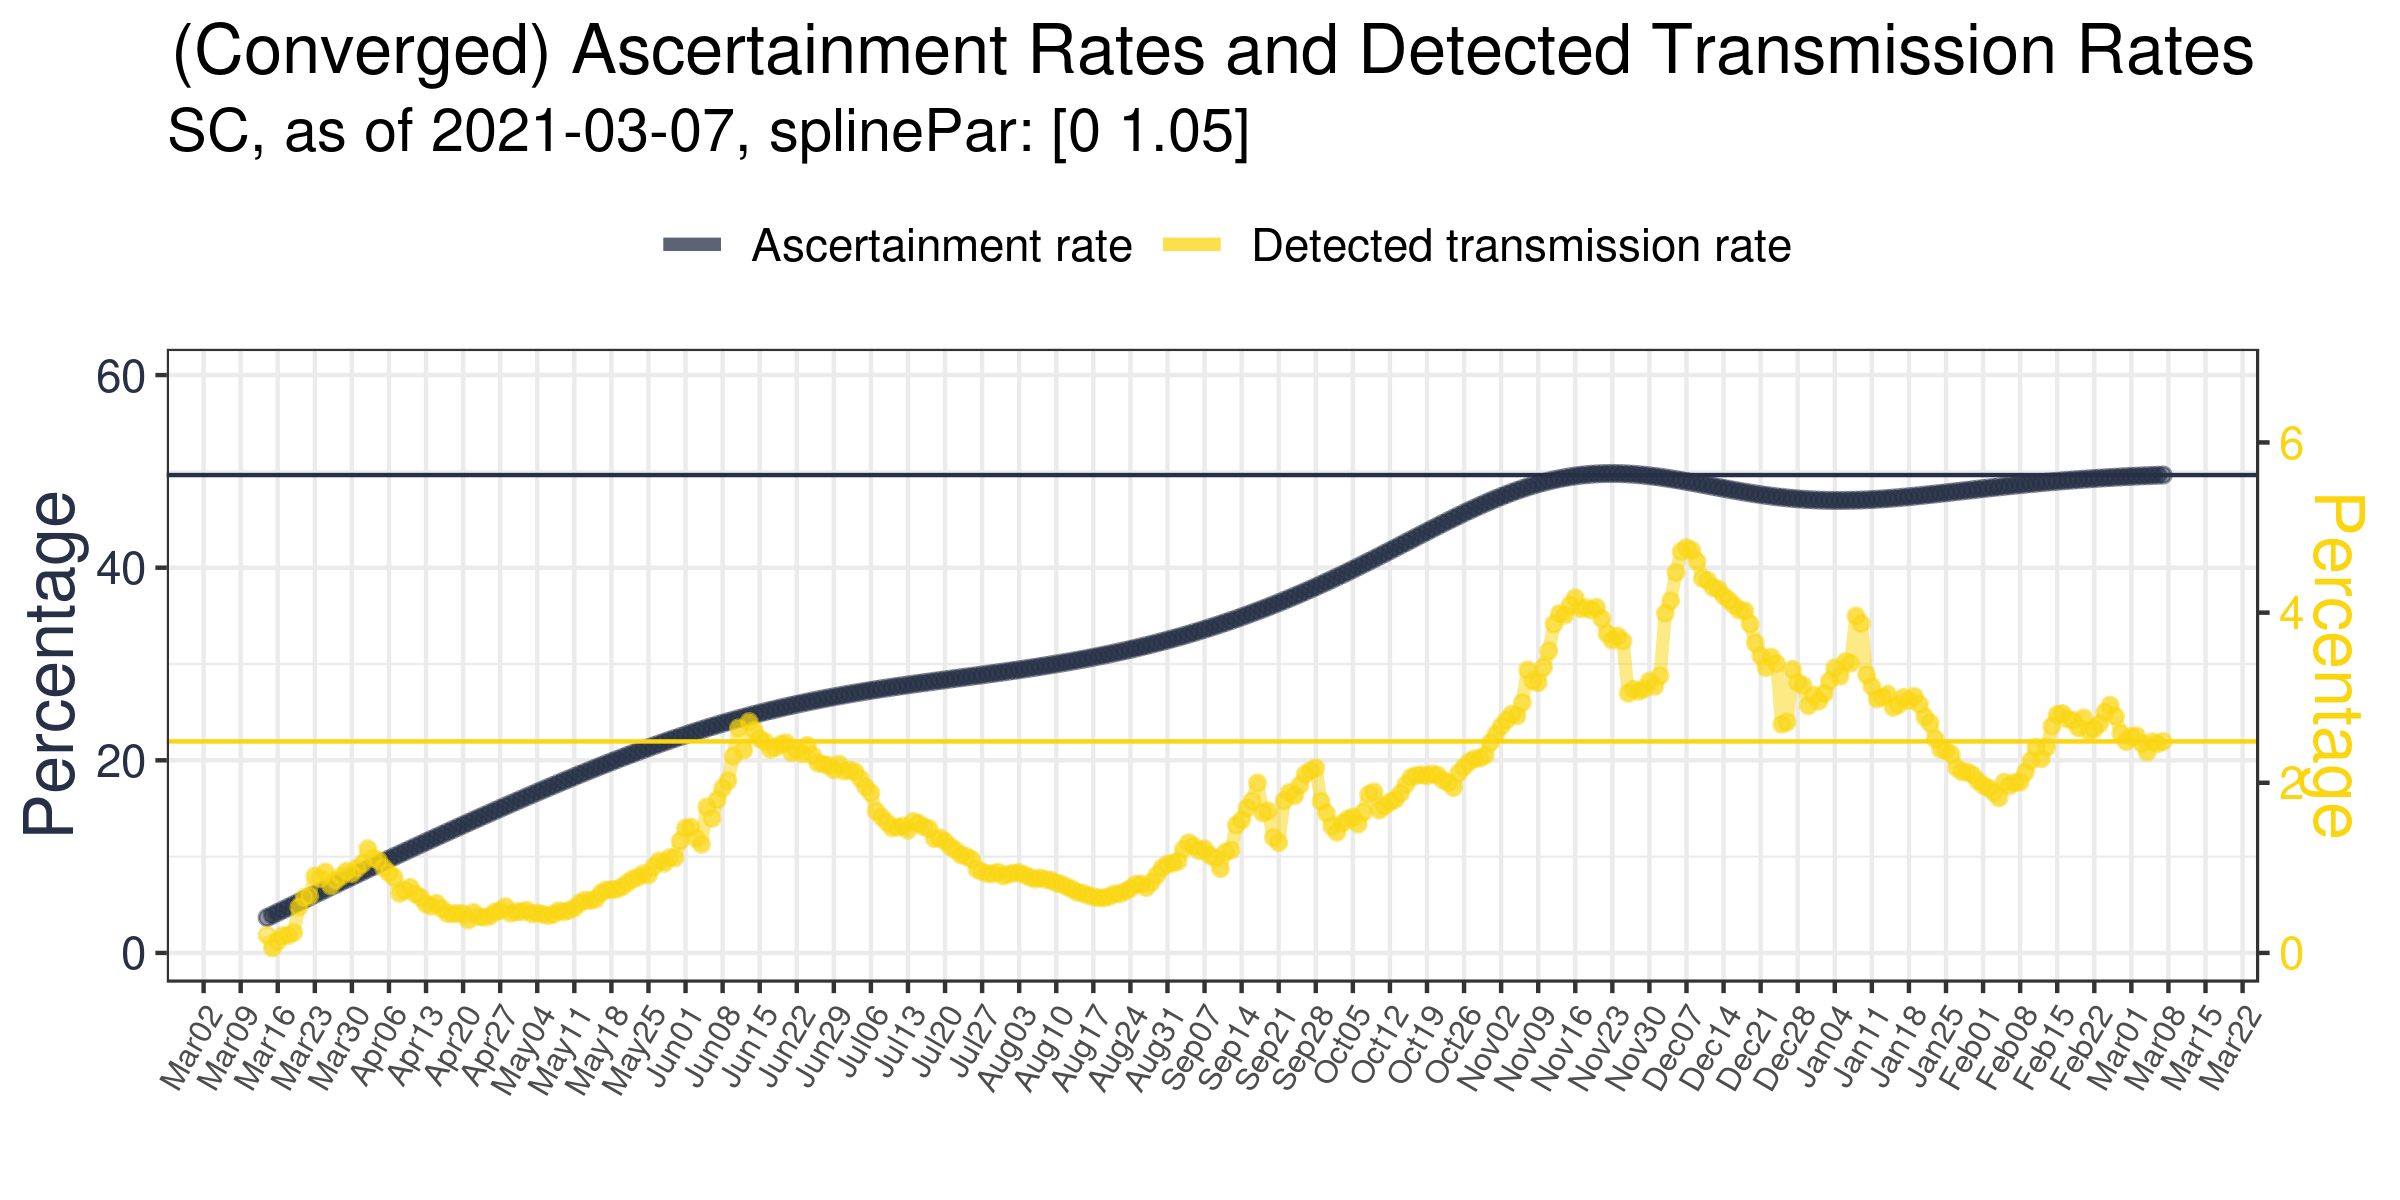 (Converged) Ascertainment Rates and Detected Transmission Rates
SC, as of 2021-03-07, splinePar: [0 1.05]
Ascertainment rate Detected transmission rate
Percentage
60
40
20
0
6
4
2
0
Percentage
Mar02 Mar09 Mar16 Mar23 Mar30 Apr06 Apr13 Apr20 Apr27 May04 May11 May18 May25 Jun01 Jun08 Jun15 Jun22 Jun29 Jul06 Jul13 Jul20 Jul27 Aug03 Aug10 Aug17 Aug24 Aug31 Sep07 Sep14 Sep21 Sep28 Oct05 Oct12 Oct19 Oct26 Nov02 Nov09 Nov16 Nov23 Nov30 Dec07 Dec14 Dec21 Dec28 Dec04 Jan11 Jan18 Jan25 Feb01 Feb08 Feb15 Feb22 Mar01 Mar08 Mar15 Mar22